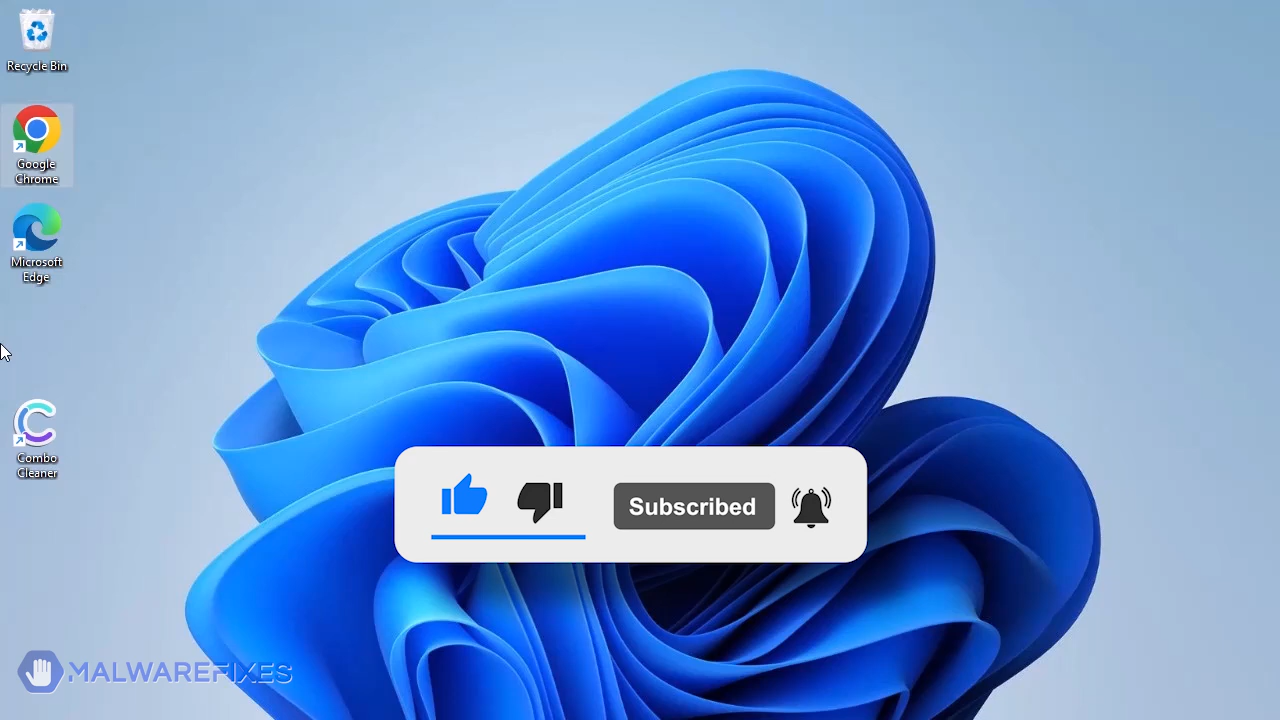 Recycle Bin
Google
Chrome
Microsoft
Edge
Combo
Cleaner
Subscribed
MALWAREFIXES